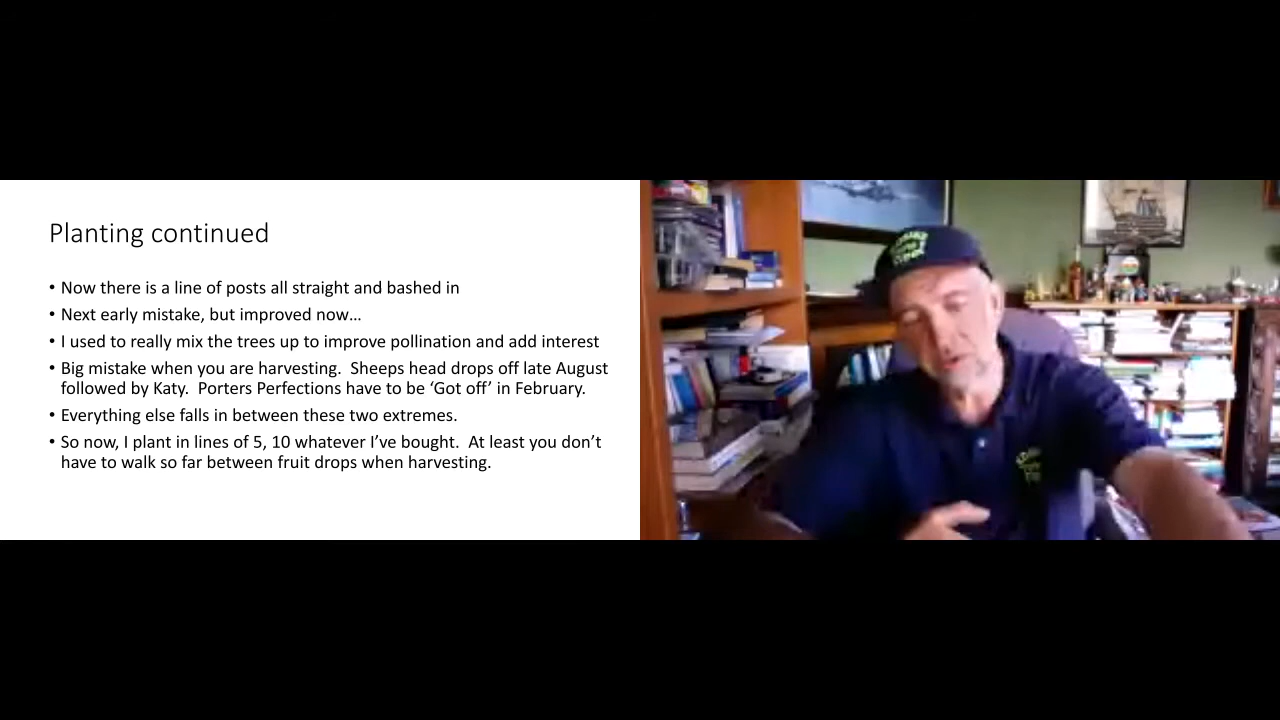 Planting continued
• Now there is a line of posts all straight and bashed in
• Next early mistake, but improved now…
• I used to really mix the trees up to improve pollination and add interest
• Big mistake when you are harvesting.  Sheeps head drops off late August
followed by Katy.  Porters Perfections have to be ‘Got off’ in February.
• Everything else falls in between these two extremes.
• So now, I plant in lines of 5, 10 whatever I’ve bought.  At least you don’t
have to walk so far between fruit drops when harvesting.